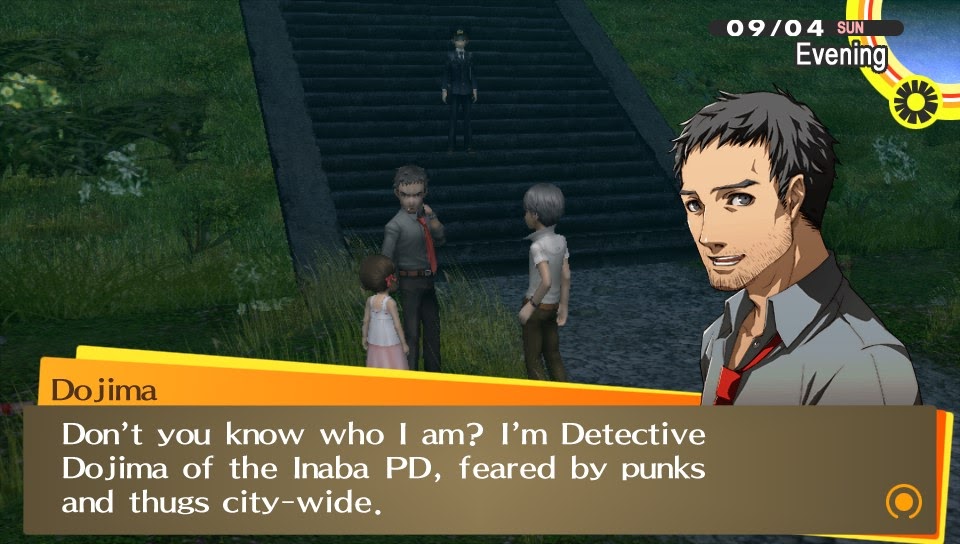 09/04 SUN
Evening
Dojima
Don't you know who I am? I'm Detective
Dojima of the Inaba PD, feared by punks
and thugs city-wide.